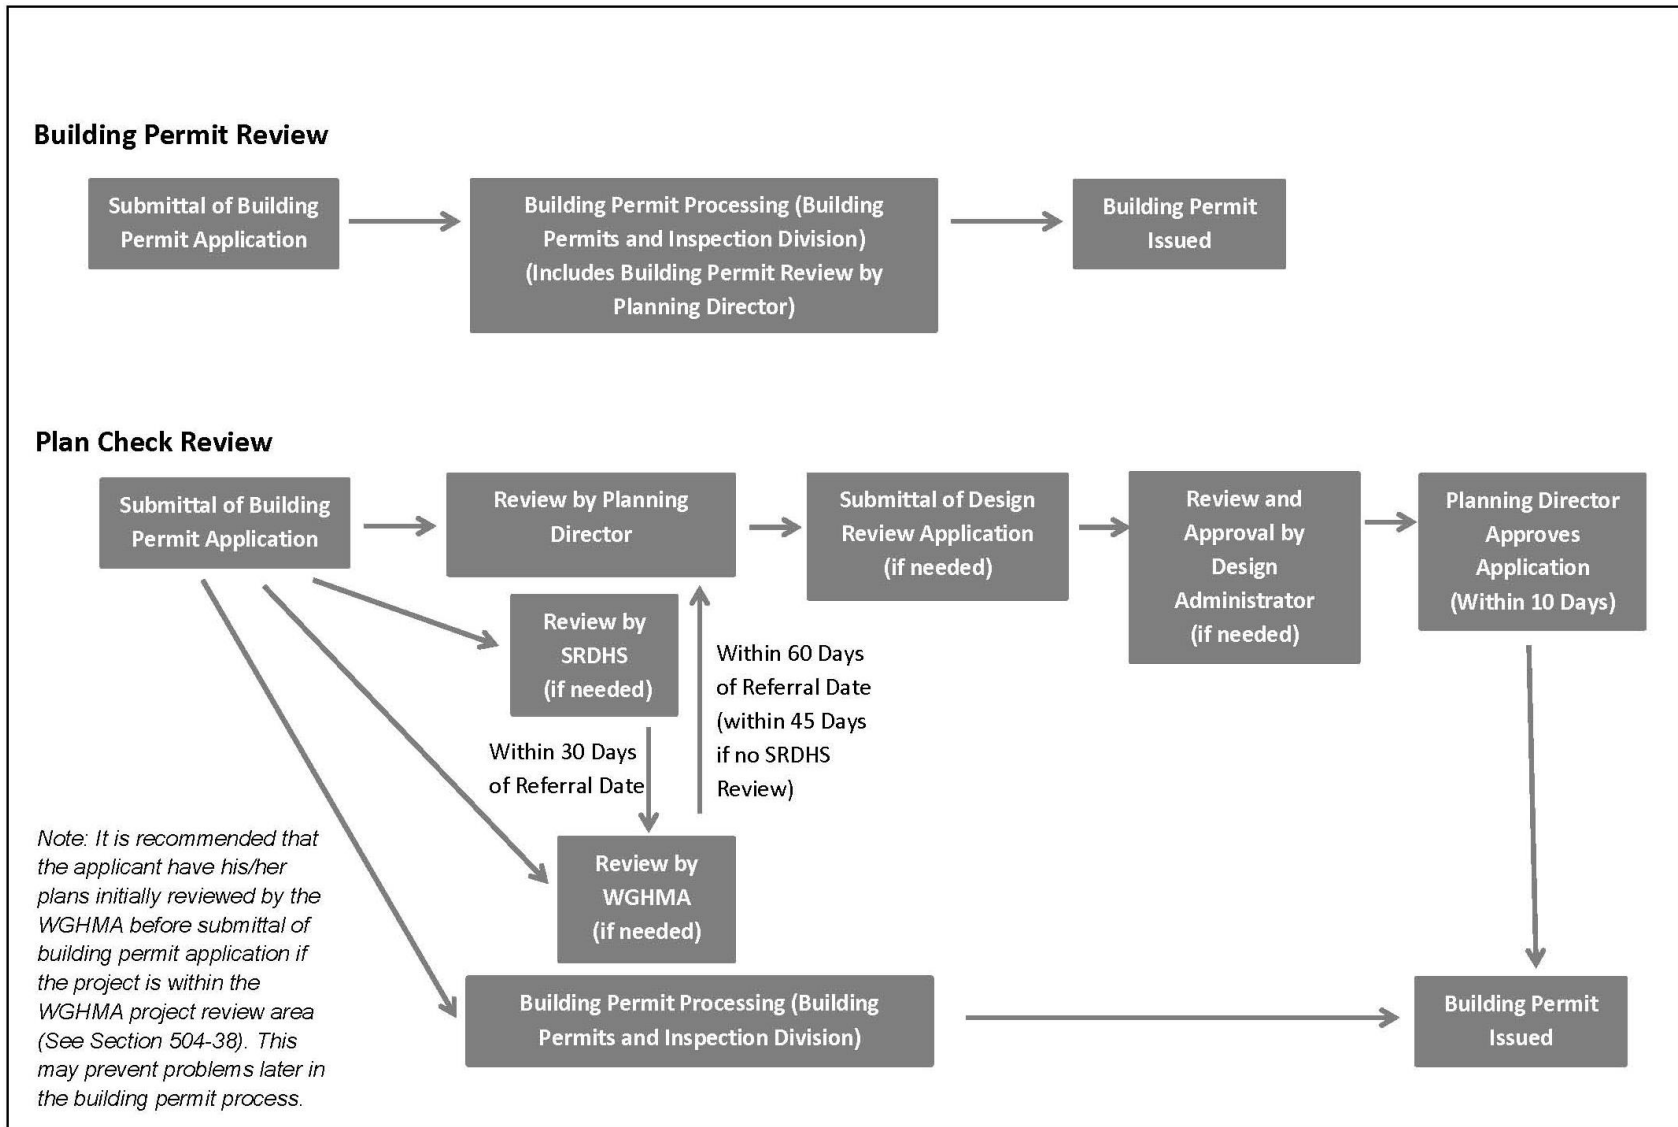 Building Permit Review
Submittal of Building
Permit Application
Building Permit Processing (Building
Permits and Inspection Division)
(Includes Building Permit Review by
Planning Director)
Building Permit
Issued
Plan Check Review
Submittal of Building
Permit Application
Review by Planning
Director
Submittal of Design
Review Application
(if needed)
Review and
Approval by
Design
Administrator
(if needed)
Planning Director
Approves
Application
(Within 10 Days)
Review by
SRDHS
(if needed)
Within 60 Days
of Referral Date
(within 45 Days
if no SRDHS
Review)
Within 30 Days
of Referral Date
Review by
WGHMA
(if needed)
Note: It is recommended that
the applicant have his/her
plans initially reviewed by the
WGHMA before submittal of
building permit application if
the project is within the
WGHMA project review area
(See Section 504-38). This
may prevent problems later in
the building permit process.
Building Permit Processing (Building
Permits and Inspection Division)
Building Permit
Issued